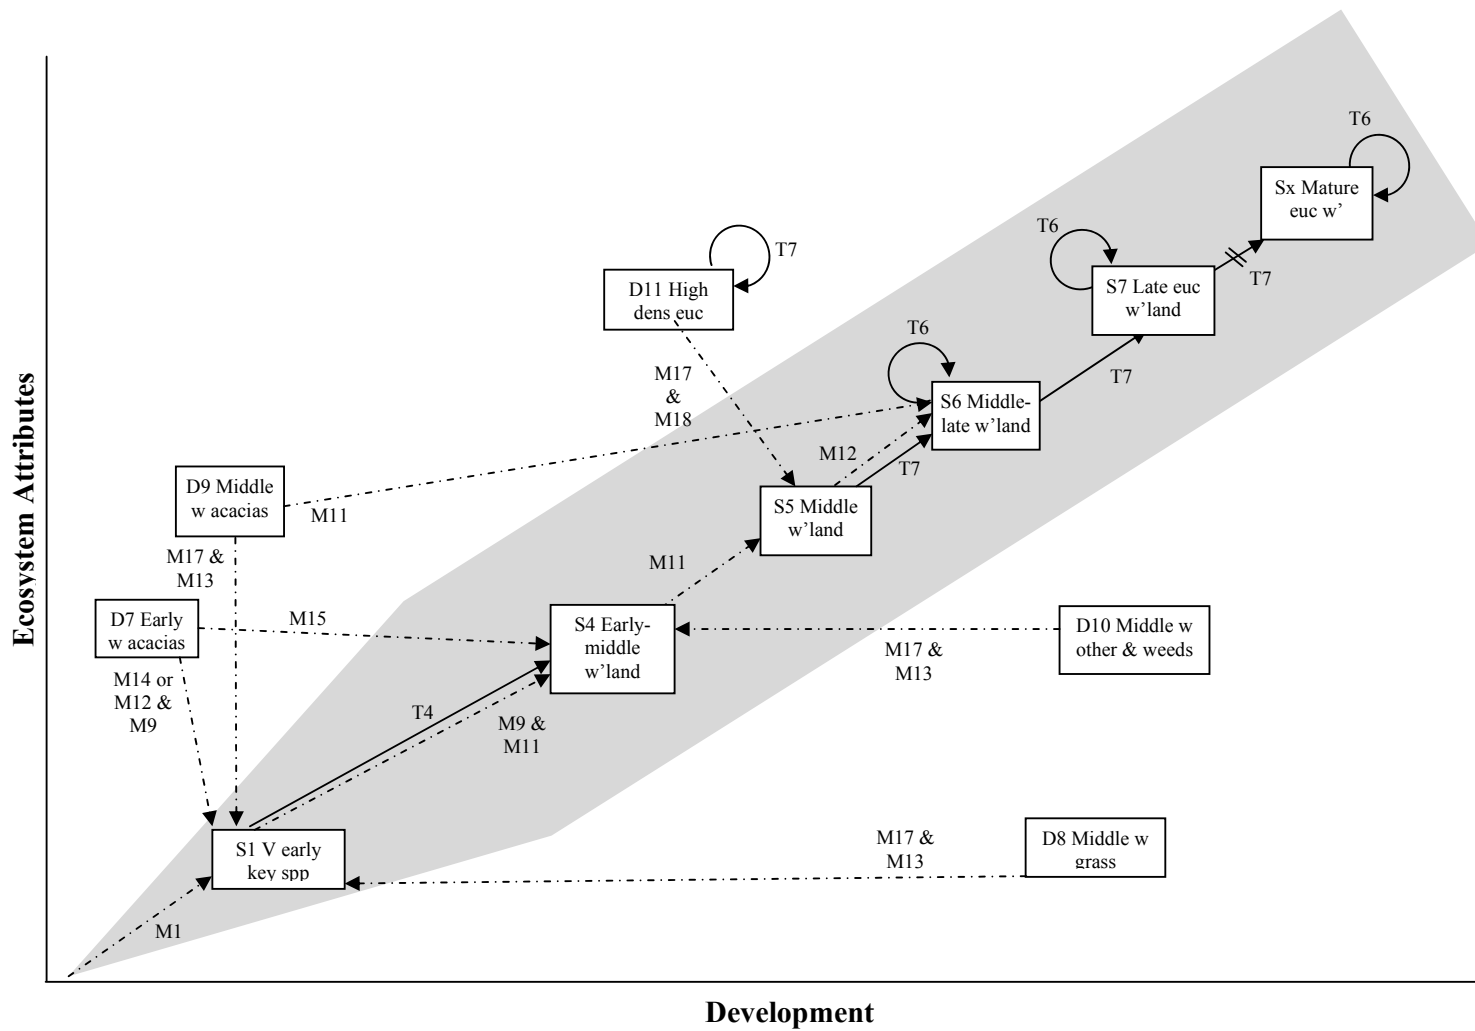 T6
Sx Mature
euc w’
T6
T7
T7
S7 Late euc
w’land
D11 High
dens euc
T6
T7
M17
&
M18
S6 Middle-
late w’land
M12
T7
D9 Middle
w acacias
M11
S5 Middle
w’land
M17 &
M13
M11
D7 Early
w acacias
M15
S4 Early-
middle
w’land
D10 Middle w
other & weeds
M17 &
M13
M14 or
M12 &
M9
T4
M9 &
M11
S1 V early
key spp
M17 &
M13
D8 Middle w
grass
M1
Ecosystem Attributes
Development